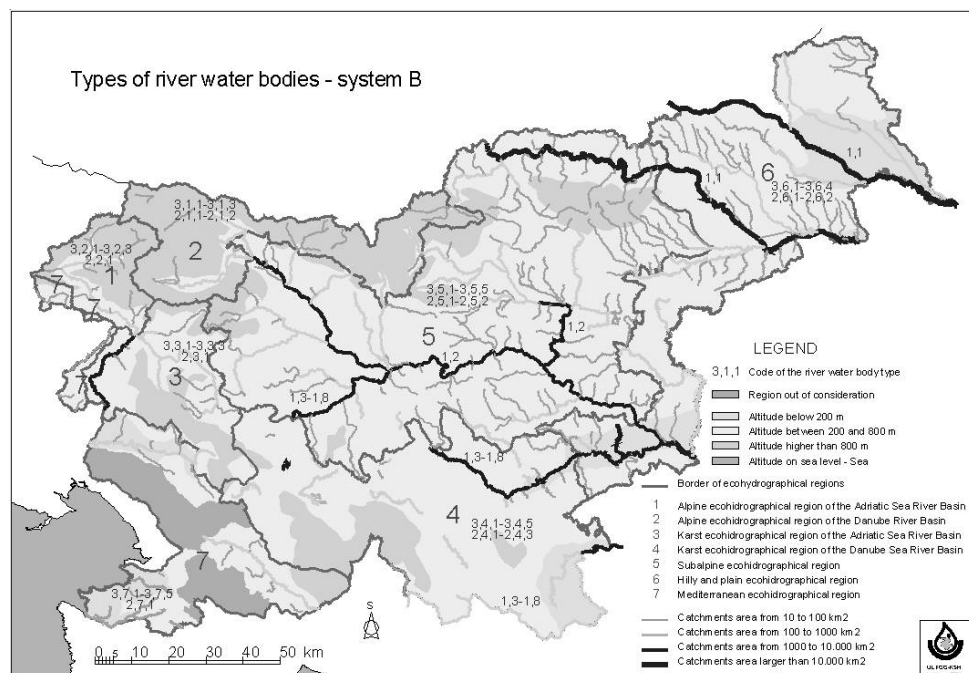 Types of river water bodies - system B
1,1
6
3,6,1-3,6,4
2,6,1-2,6,2
1,1
3,1,1-3,1,3
2,1,1-2,1,2
2
3,2,1-3,2,3
2,2,1
1
7
7
3,5,1-3,5,5
2,5,1-2,5,2
5
1,2
1,2
3,3,1-3,3,3
2,3,1
3
7
1,3-1,8
1,3-1,8
4
3,4,1-3,4,5
2,4,1-2,4,3
1,3-1,8
7
3,7,1-3,7,5
2,7,1
LEGEND
3,1,1 Code of the river water body type
Region out of consideration
Altitude below 200 m
Altitude between 200 and 800 m
Altitude higher than 800 m
Altitude on sea level - Sea
Border of ecohydrographical regions
1 Alpine ecohidrographical region of the Adriatic Sea River Basin
2 Alpine ecohidrographical region of the Danube River Basin
3 Karst ecohidrographical region of the Adriatic Sea River Basin
4 Karst ecohidrographical region of the Danube Sea River Basin
5 Subalpine ecohidrographical region
6 Hilly and plain ecohidrographical region
7 Mediterranean ecohidrographical region
Catchments area from 10 to 100 km2
Catchments area from 100 to 1000 km2
Catchments area from 1000 to 10.000 km2
Catchments area larger than 10.000 km2
S
0 5 10 20 30 40 50 km
UL FGG-KSH